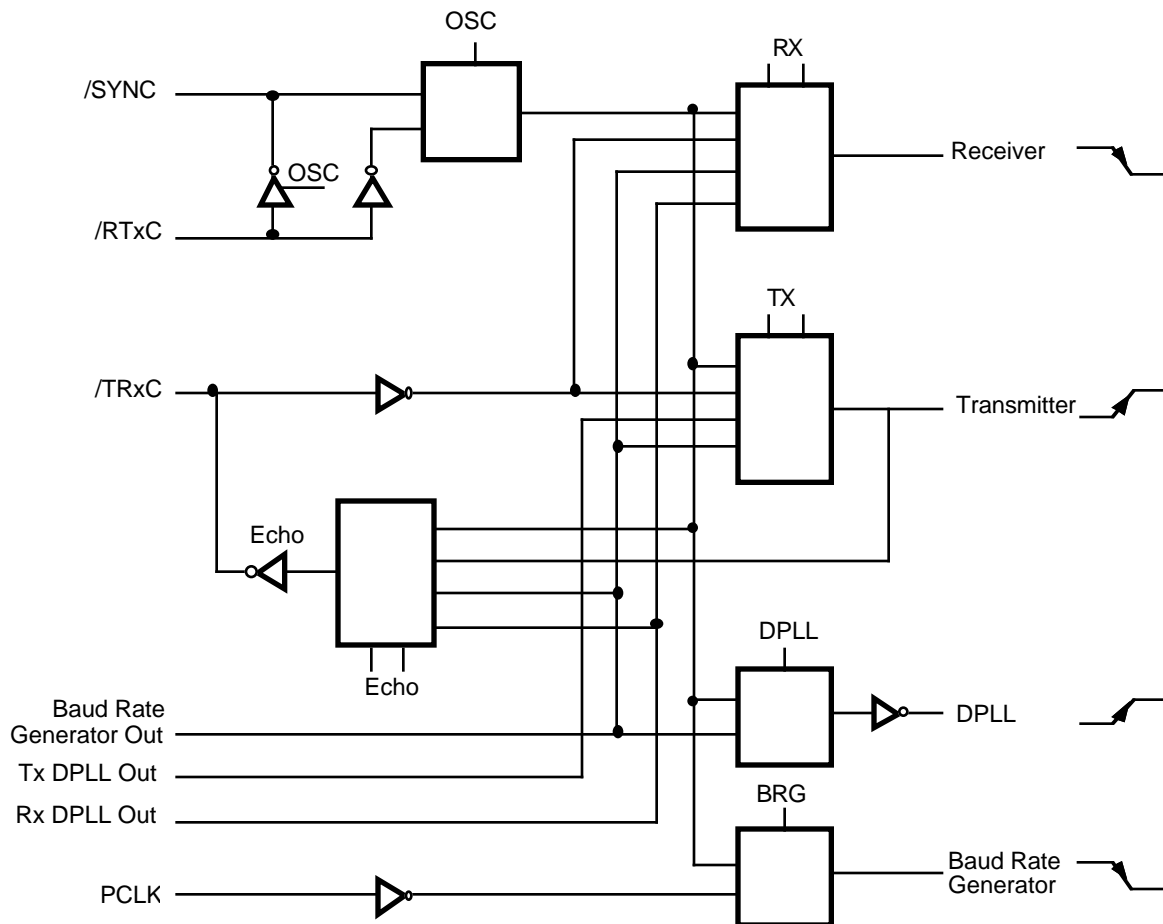 OSC
RX
/SYNC
Receiver
OSC
/RTxC
TX
/TRxC
Transmitter
Echo
DPLL
Echo
Baud Rate
Generator Out
DPLL
Tx DPLL Out
BRG
Rx DPLL Out
Baud Rate
Generator
PCLK